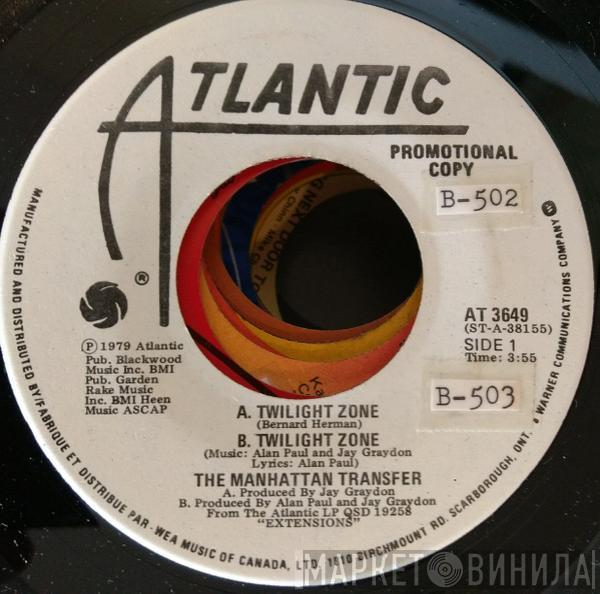 ATLANTIC
®
PROMOTIONAL
COPY
B-502
AT 3649
(ST-A-38155)
SIDE 1
Time: 3:55
B-503
Ⓟ 1979 Atlantic
Pub. Blackwood
Music Inc. BMI
Pub. Garden
Rake Music
Inc. BMI Heen
Music ASCAP
A. TWILIGHT ZONE
(Bernard Herman)
B. TWILIGHT ZONE
(Music: Alan Paul and Jay Graydon
Lyrics: Alan Paul)
THE MANHATTAN TRANSFER
A. Produced By Jay Graydon
B. Produced By Alan Paul and Jay Graydon
From The Atlantic LP QSD 19258
"EXTENSIONS"
MANUFACTURED AND DISTRIBUTED BY/FABRIQUE ET DISTRIBUE PAR - WEA MUSIC OF CANADA, LTD. 1810 BIRCHMOUNT RD. SCARBOROUGH, ONT. A WARNER COMMUNICATIONS COMPANY
NEXT DOOR TO
МАРКЕТ ВИНИЛА